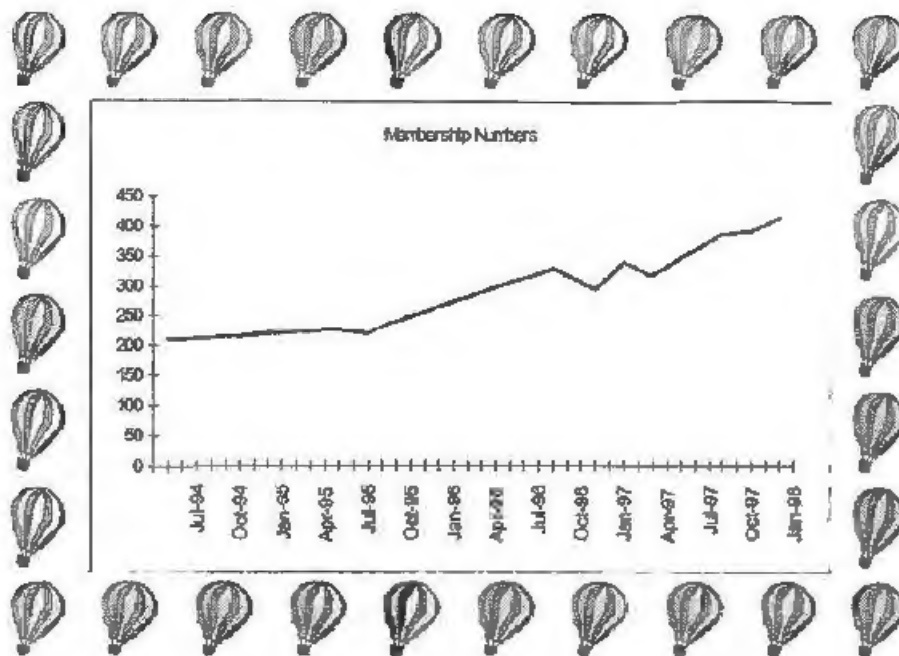 Membership Numbers
450
400
350
300
250
200
150
100
50
0
Jul-94
Oct-94
Jan-95
Apr-95
Jul-95
Oct-95
Jan-96
Apr-96
Jul-96
Oct-96
Jan-97
Apr-97
Jul-97
Oct-97
Jan-98